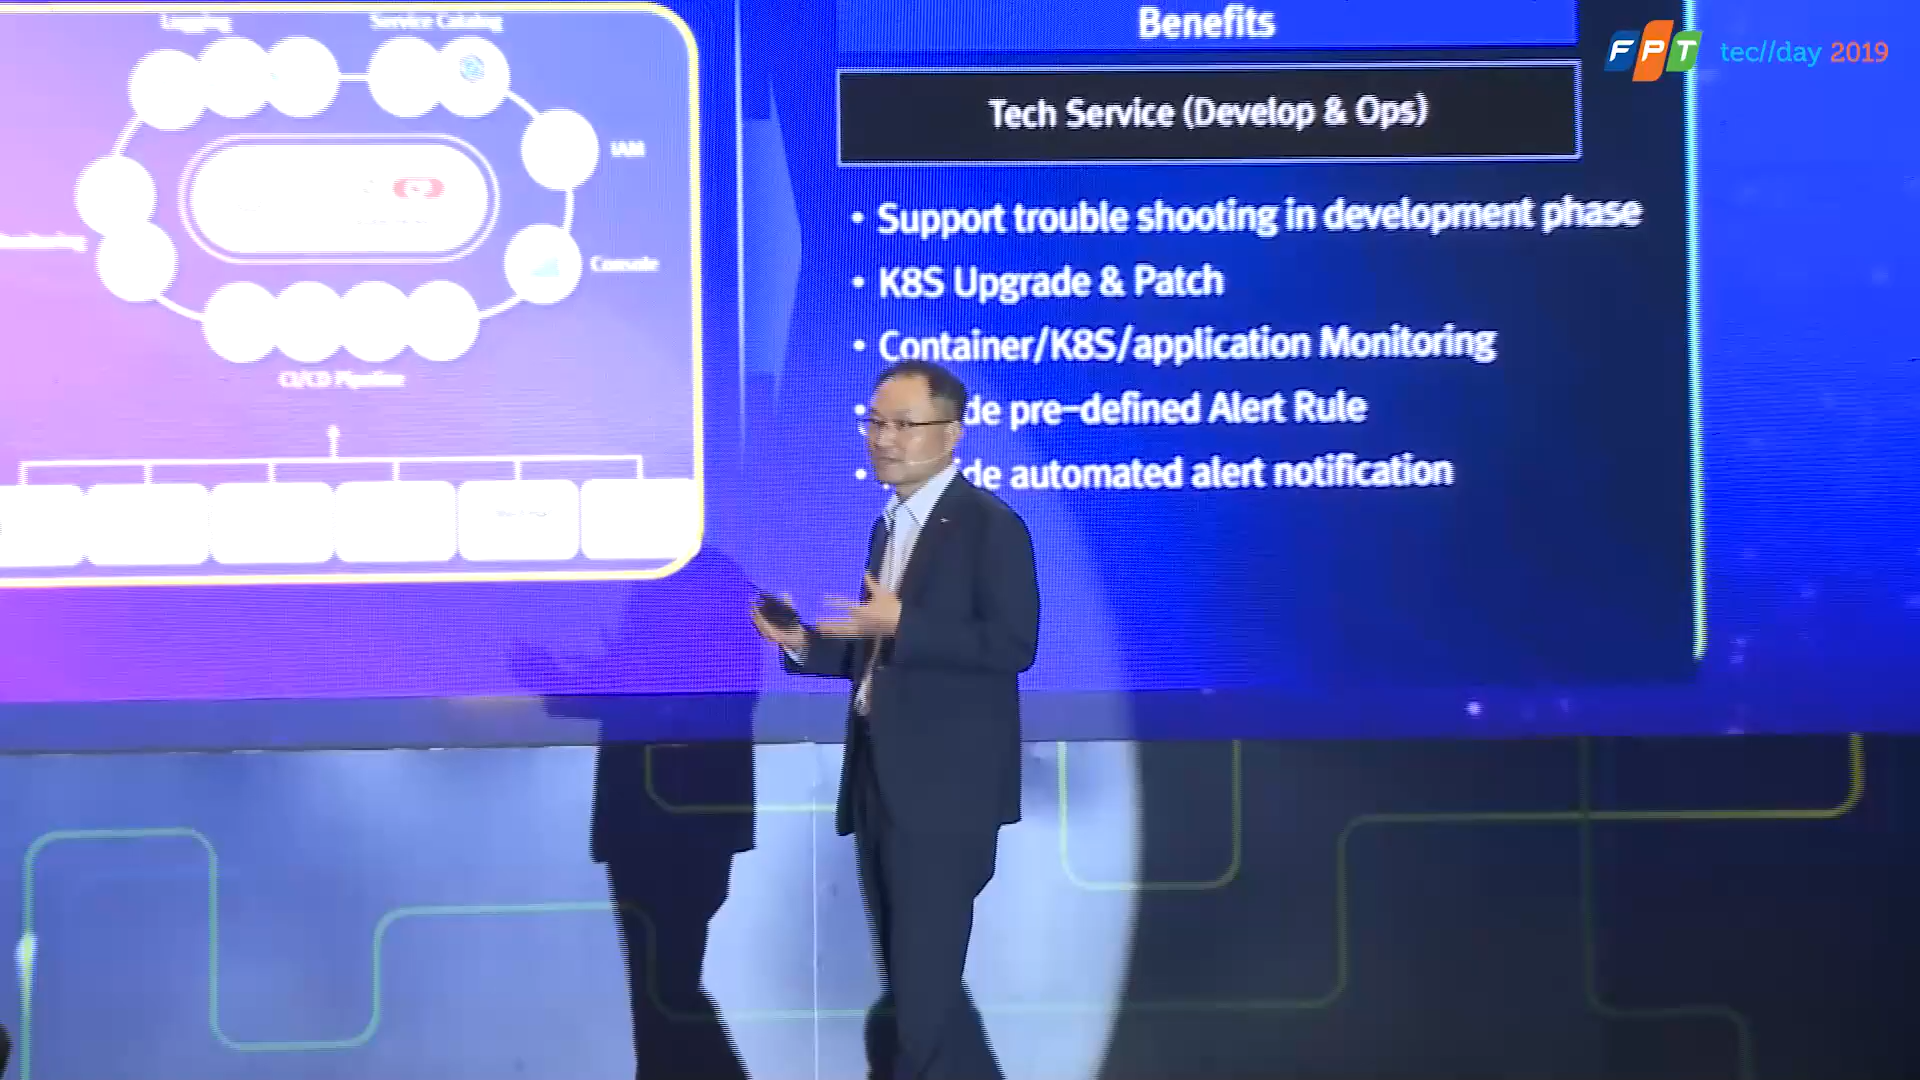 Logging
Service Catalog
IAM
Console
CI/CD Pipeline
Benefits
Tech Service (Develop & Ops)
• Support trouble shooting in development phase
• K8S Upgrade & Patch
• Container/K8S/application Monitoring
• de pre-defined Alert Rule
• de automated alert notification
FPT tec//day 2019